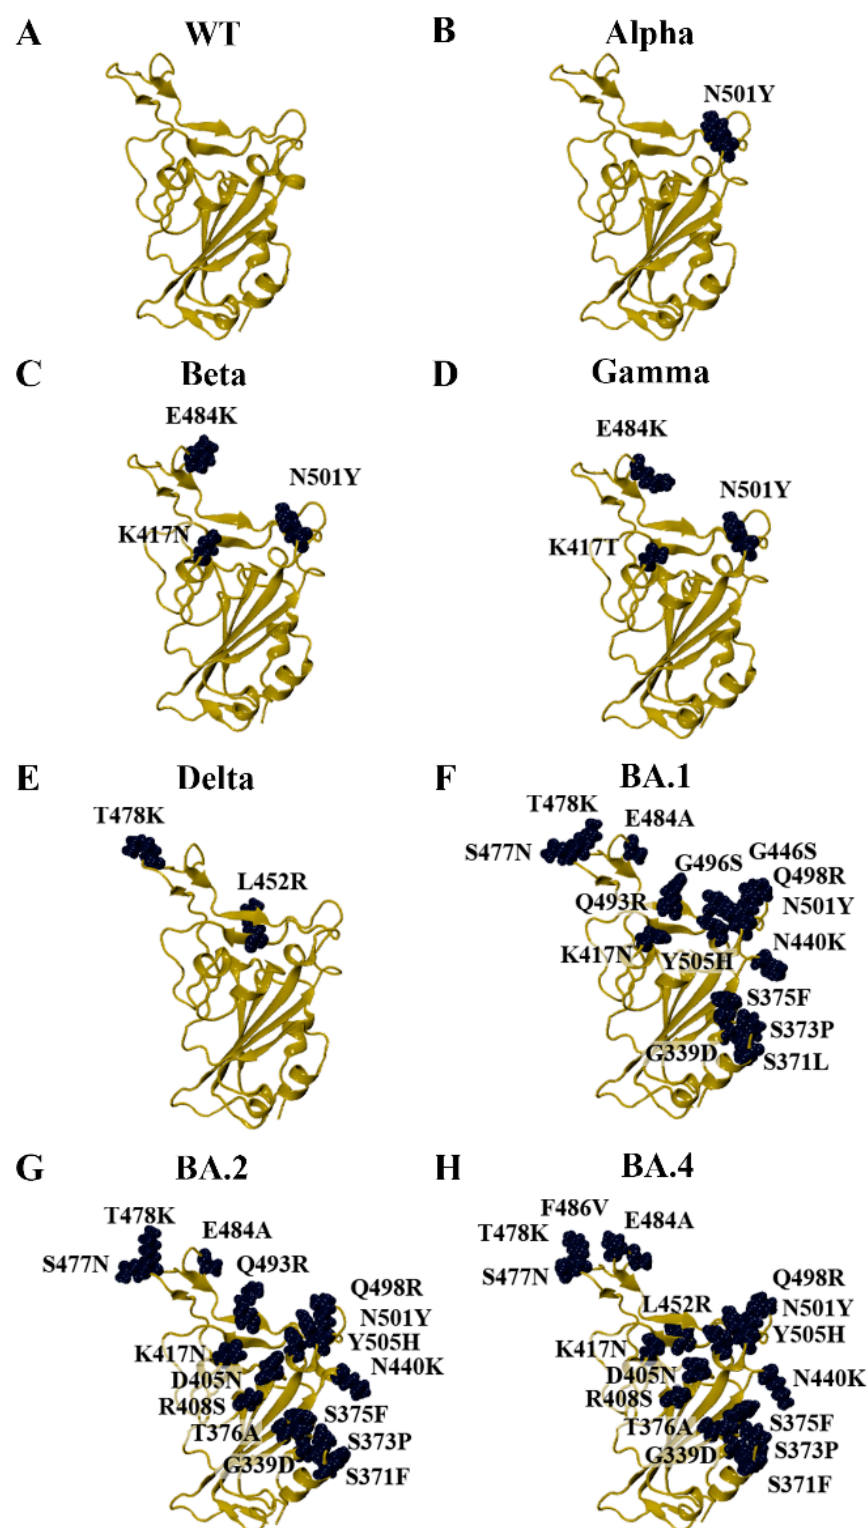 A WT
B Alpha
N501Y
C Beta
E484K
N501Y
K417N
D Gamma
E484K
N501Y
K417T
E Delta
T478K
L452R
F BA.1
T478K
E484A
S477N
G496S
G446S
Q498R
Q493R
N501Y
K417N
Y505H
N440K
S375F
S373P
G339D
S371L
G BA.2
T478K
E484A
S477N
Q493R
Q498R
N501Y
Y505H
K417N
N440K
D405N
R408S
S375F
T376A
S373P
G339D
S371F
H BA.4
F486V
E484A
T478K
S477N
Q498R
L452R
N501Y
Y505H
K417N
D405N
N440K
R408S
T376A
S375F
S373P
G339D
S371F